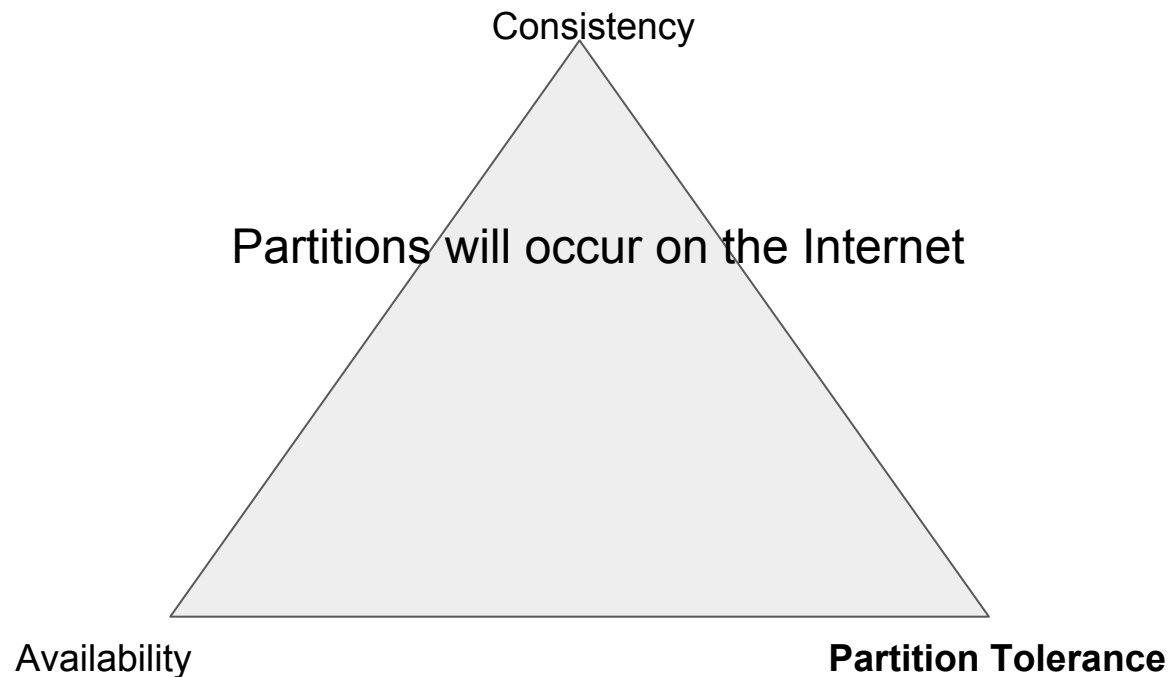 Consistency
Partitions will occur on the Internet
Availability
Partition Tolerance